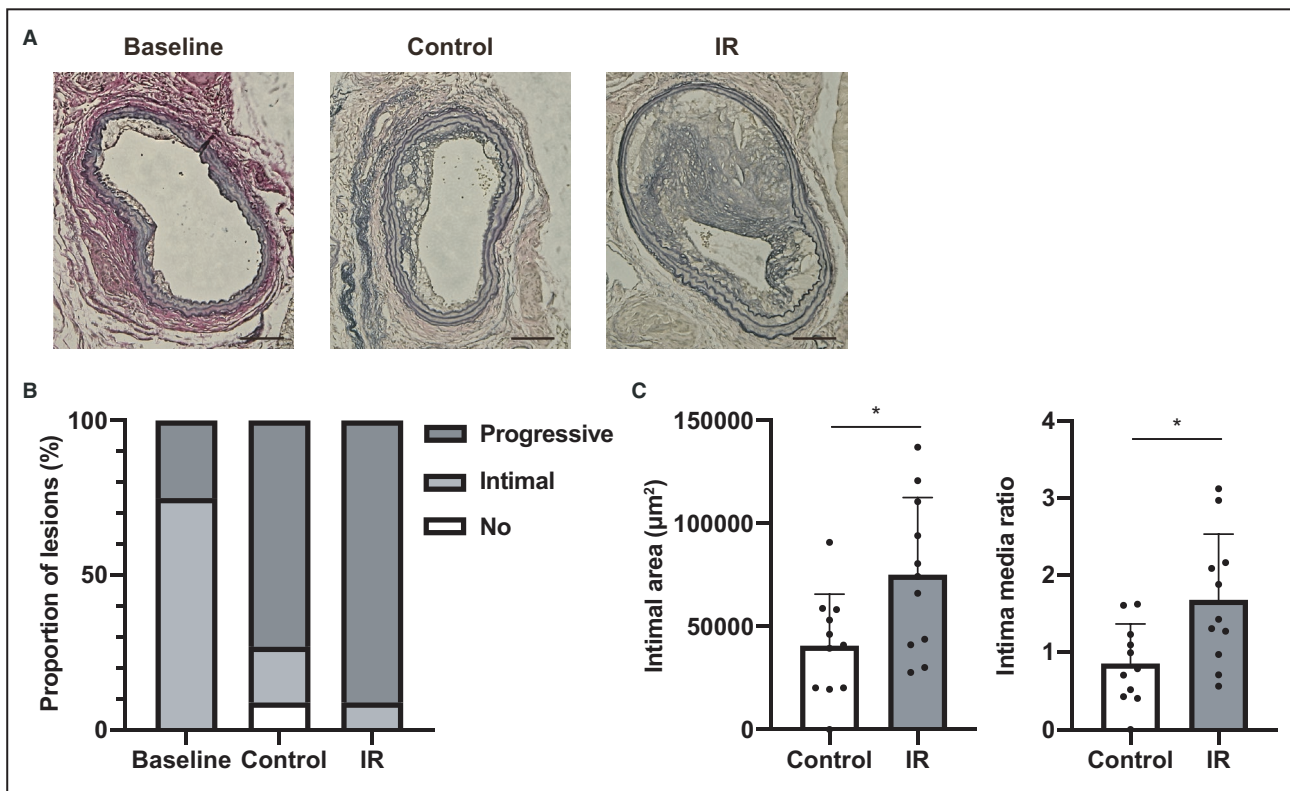 A
Baseline
Control
IR
B
Proportion of lesions (%)
100
50
0
Baseline
Control
IR
Progressive
Intimal
No
C
Intimal area (µm²)
150000
100000
50000
0
*
Control
IR
Intima media ratio
4
3
2
1
0
*
Control
IR